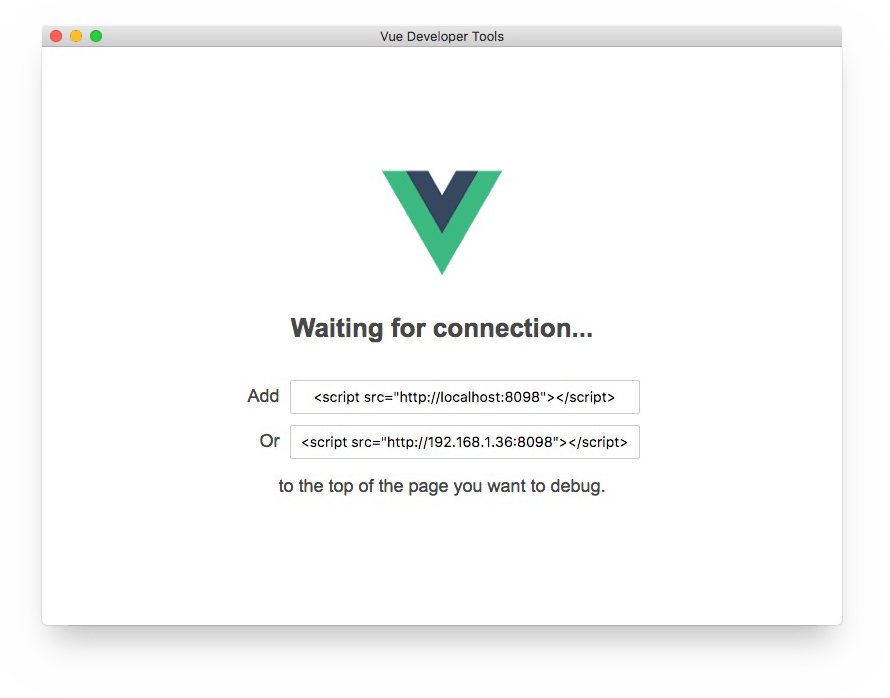 Vue Developer Tools
Waiting for connection...
Add <script src="http://localhost:8098"></script>
Or <script src="http://192.168.1.36:8098"></script>
to the top of the page you want to debug.